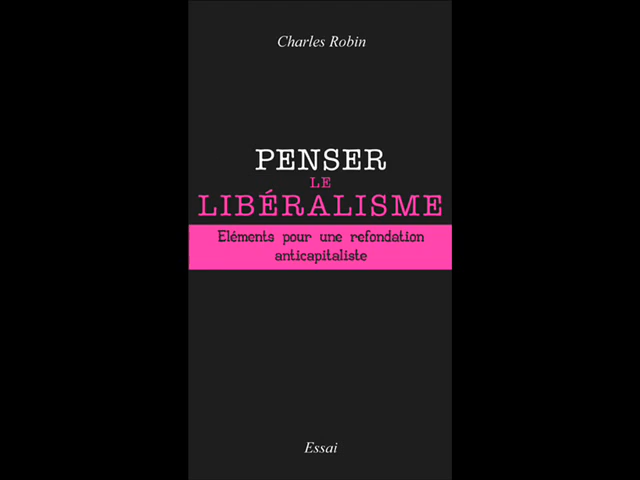 Charles Robin
PENSER
LE
LIBÉRALISME
Eléments pour une refondation
anticapitaliste
Essai